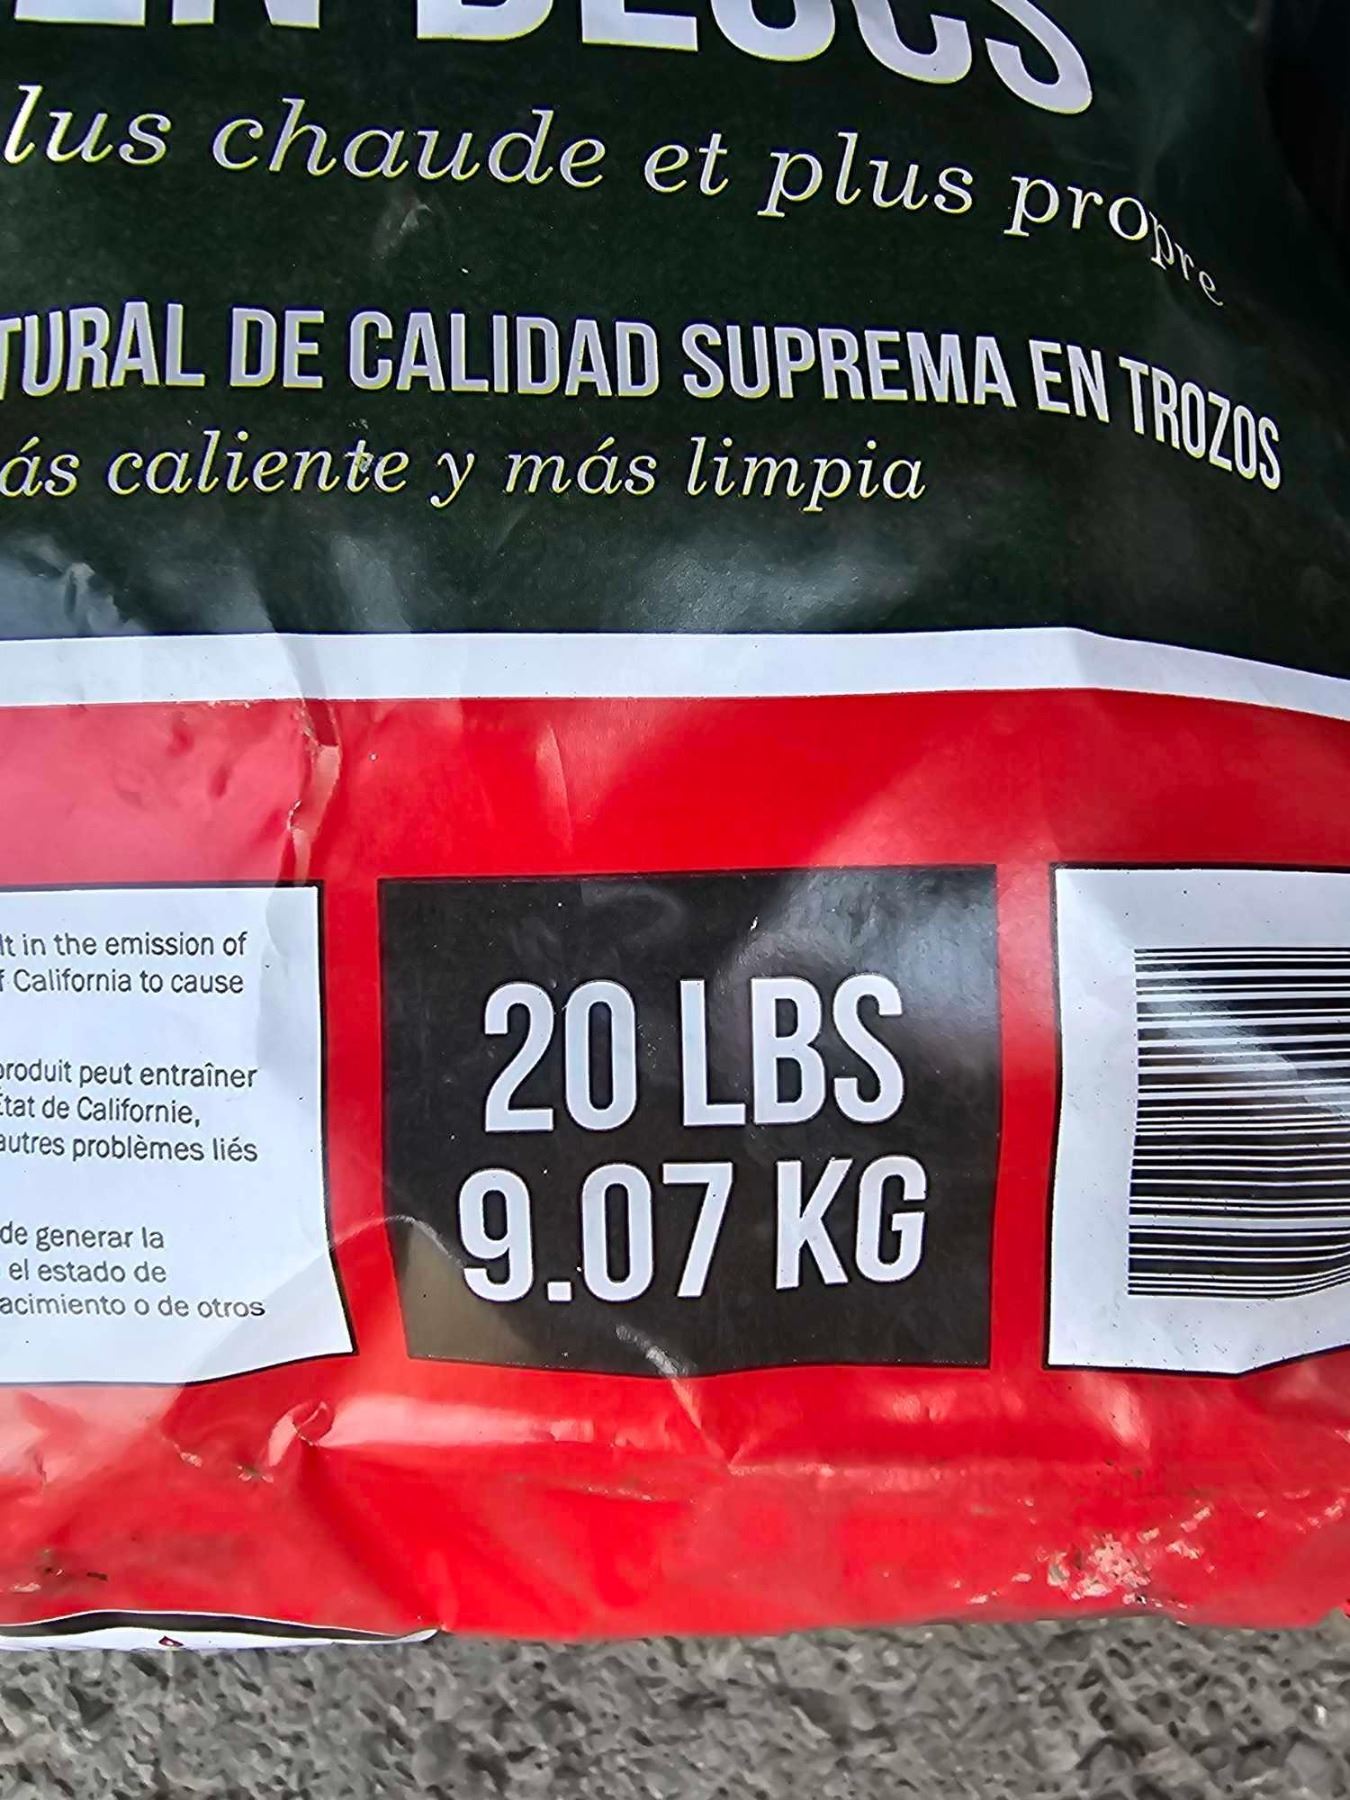 EN BLOCS
lus chaude et plus propre
TURAL DE CALIDAD SUPREMA EN TROZOS
ás caliente y más limpia
lt in the emission of
f California to cause
produit peut entraîner
État de Californie,
autres problèmes liés
de generar la
el estado de
acimiento o de otros
20 LBS
9.07 KG